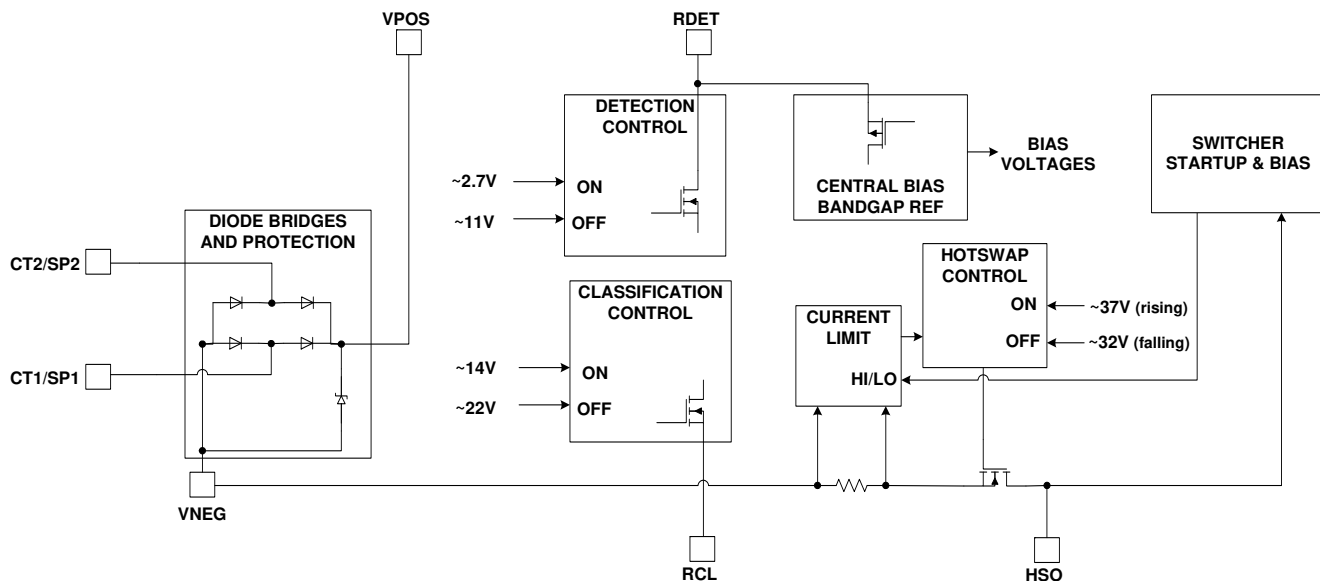 VPOS
RDET
DETECTION
CONTROL
~2.7V
ON
~11V
OFF
CENTRAL BIAS
BANDGAP REF
BIAS
VOLTAGES
SWITCHER
STARTUP & BIAS
DIODE BRIDGES
AND PROTECTION
CT2/SP2
CT1/SP1
VNEG
CLASSIFICATION
CONTROL
~14V
ON
~22V
OFF
RCL
CURRENT
LIMIT
HI/LO
HOTSWAP
CONTROL
ON
~37V (rising)
OFF
~32V (falling)
HSO